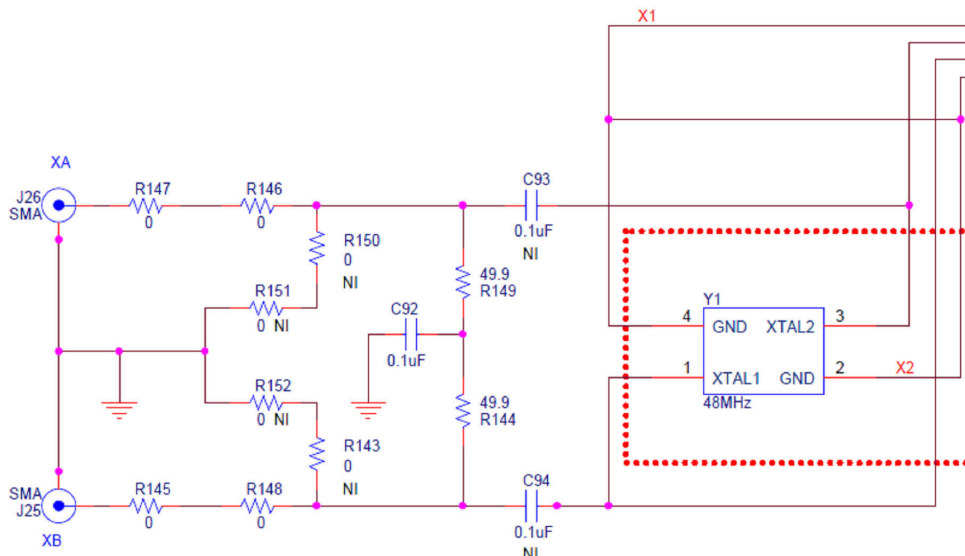 X1
XA
J26
SMA
R147
0
R146
0
C93
0.1uF
NI
R150
0
NI
R151
0 NI
49.9
R149
C92
0.1uF
Y1
4
GND
XTAL2
3
1
XTAL1
GND
2
X2
48MHz
R152
0 NI
49.9
R144
R143
0
NI
SMA
J25
XB
R145
0
R148
0
C94
0.1uF
NI